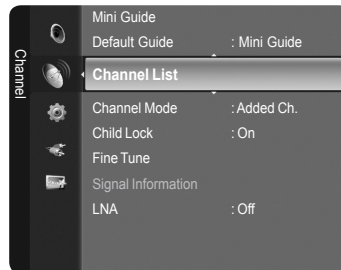 Channel
Mini Guide
Default Guide : Mini Guide
Channel List
Channel Mode : Added Ch.
Child Lock : On
Fine Tune
Signal Information
LNA : Off